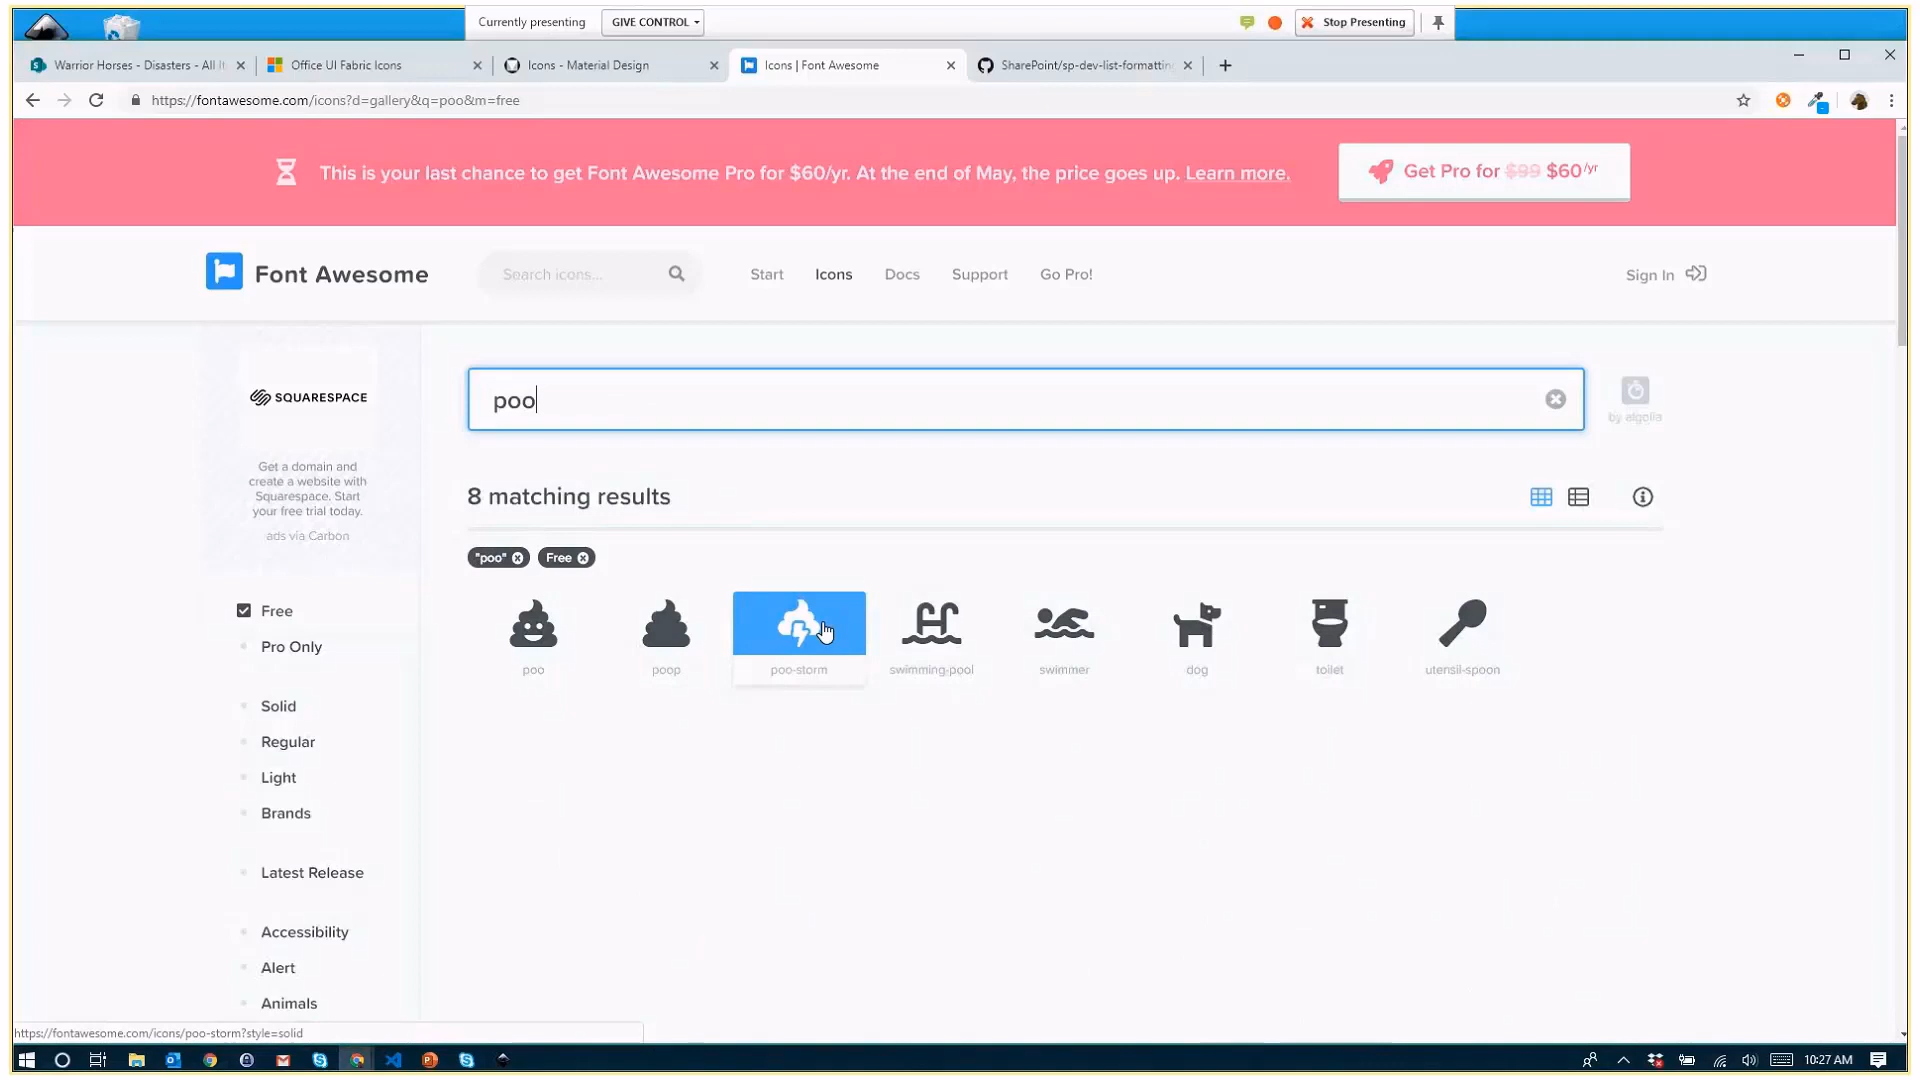 Currently presenting
GIVE CONTROL
Stop Presenting
Warrior Horses - Disasters - All It
Office UI Fabric Icons
Icons - Material Design
Icons | Font Awesome
SharePoint/sp-dev-list-formattin
https://fontawesome.com/icons?d=gallery&q=poo&m=free
This is your last chance to get Font Awesome Pro for $60/yr. At the end of May, the price goes up. Learn more.
Get Pro for $99 $60/yr
Font Awesome
Search icons...
Start
Icons
Docs
Support
Go Pro!
Sign In
SQUARESPACE
Get a domain and
create a website with
Squarespace. Start
your free trial today.
ads via Carbon
poo
by algolia
8 matching results
"poo"
Free
poo
poop
poo-storm
swimming-pool
swimmer
dog
toilet
utensil-spoon
Free
Pro Only
Solid
Regular
Light
Brands
Latest Release
Accessibility
Alert
Animals
https://fontawesome.com/icons/poo-storm?style=solid
10:27 AM